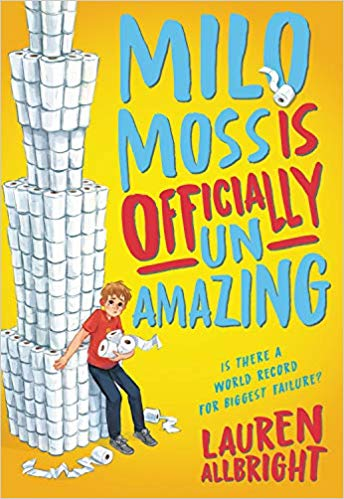 MILO
MOSS IS
OFFICIALLY
UN
AMAZING
IS THERE A
WORLD RECORD
FOR BIGGEST FAILURE?
LAUREN
ALLBRIGHT